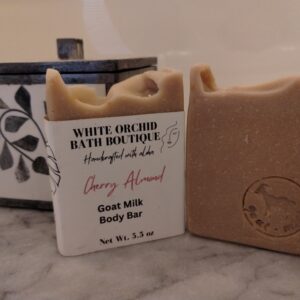 WHITE ORCHID
BATH BOUTIQUE
Handcrafted with aloha
Cherry Almond
Goat Milk
Body Bar
Net Wt. 5.5 oz